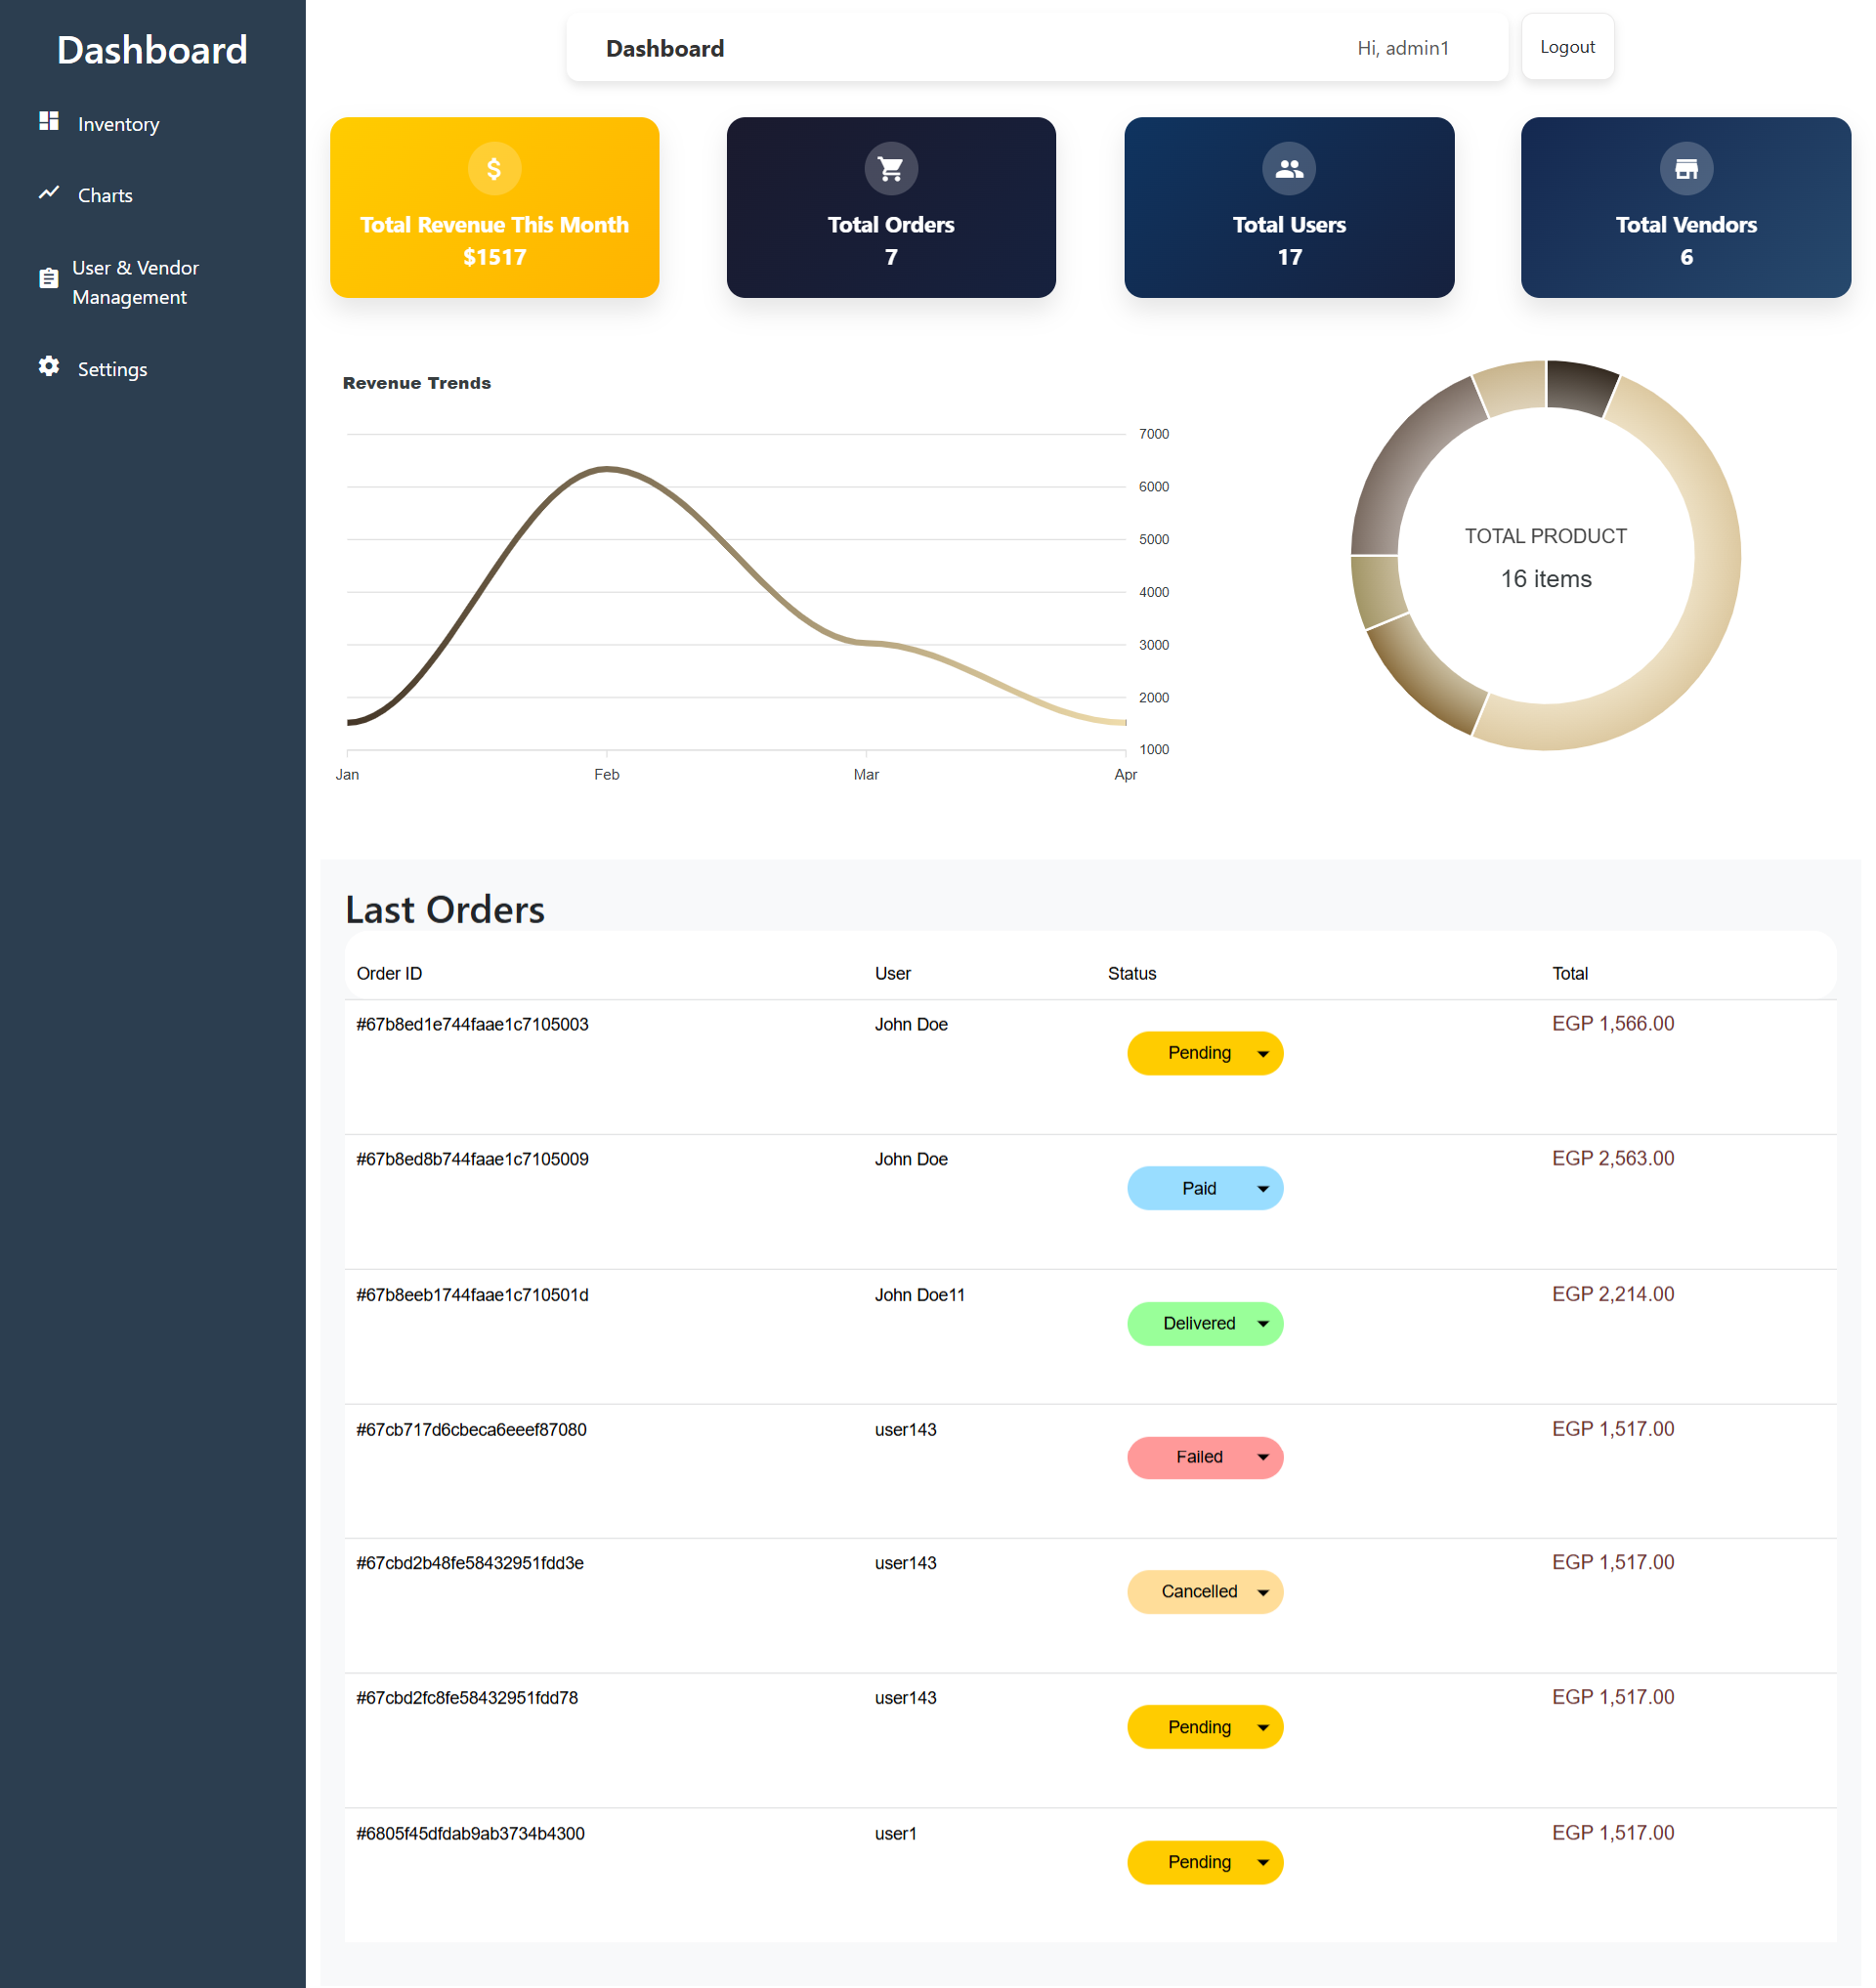 Dashboard
Inventory
Charts
User & Vendor
Management
Settings
Dashboard
Hi, admin1
Logout
Total Revenue This Month
$1517
Total Orders
7
Total Users
17
Total Vendors
6
Revenue Trends
7000
6000
5000
4000
3000
2000
1000
Jan Feb Mar Apr
TOTAL PRODUCT
16 items
Last Orders
Order ID User Status Total
#67b8ed1e744faae1c7105003 John Doe Pending EGP 1,566.00
#67b8ed8b744faae1c7105009 John Doe Paid EGP 2,563.00
#67b8eeb1744faae1c710501d John Doe11 Delivered EGP 2,214.00
#67cb717d6cbeca6eeef87080 user143 Failed EGP 1,517.00
#67cbd2b48fe58432951fdd3e user143 Cancelled EGP 1,517.00
#67cbd2fc8fe58432951fdd78 user143 Pending EGP 1,517.00
#6805f45dfdab9ab3734b4300 user1 Pending EGP 1,517.00